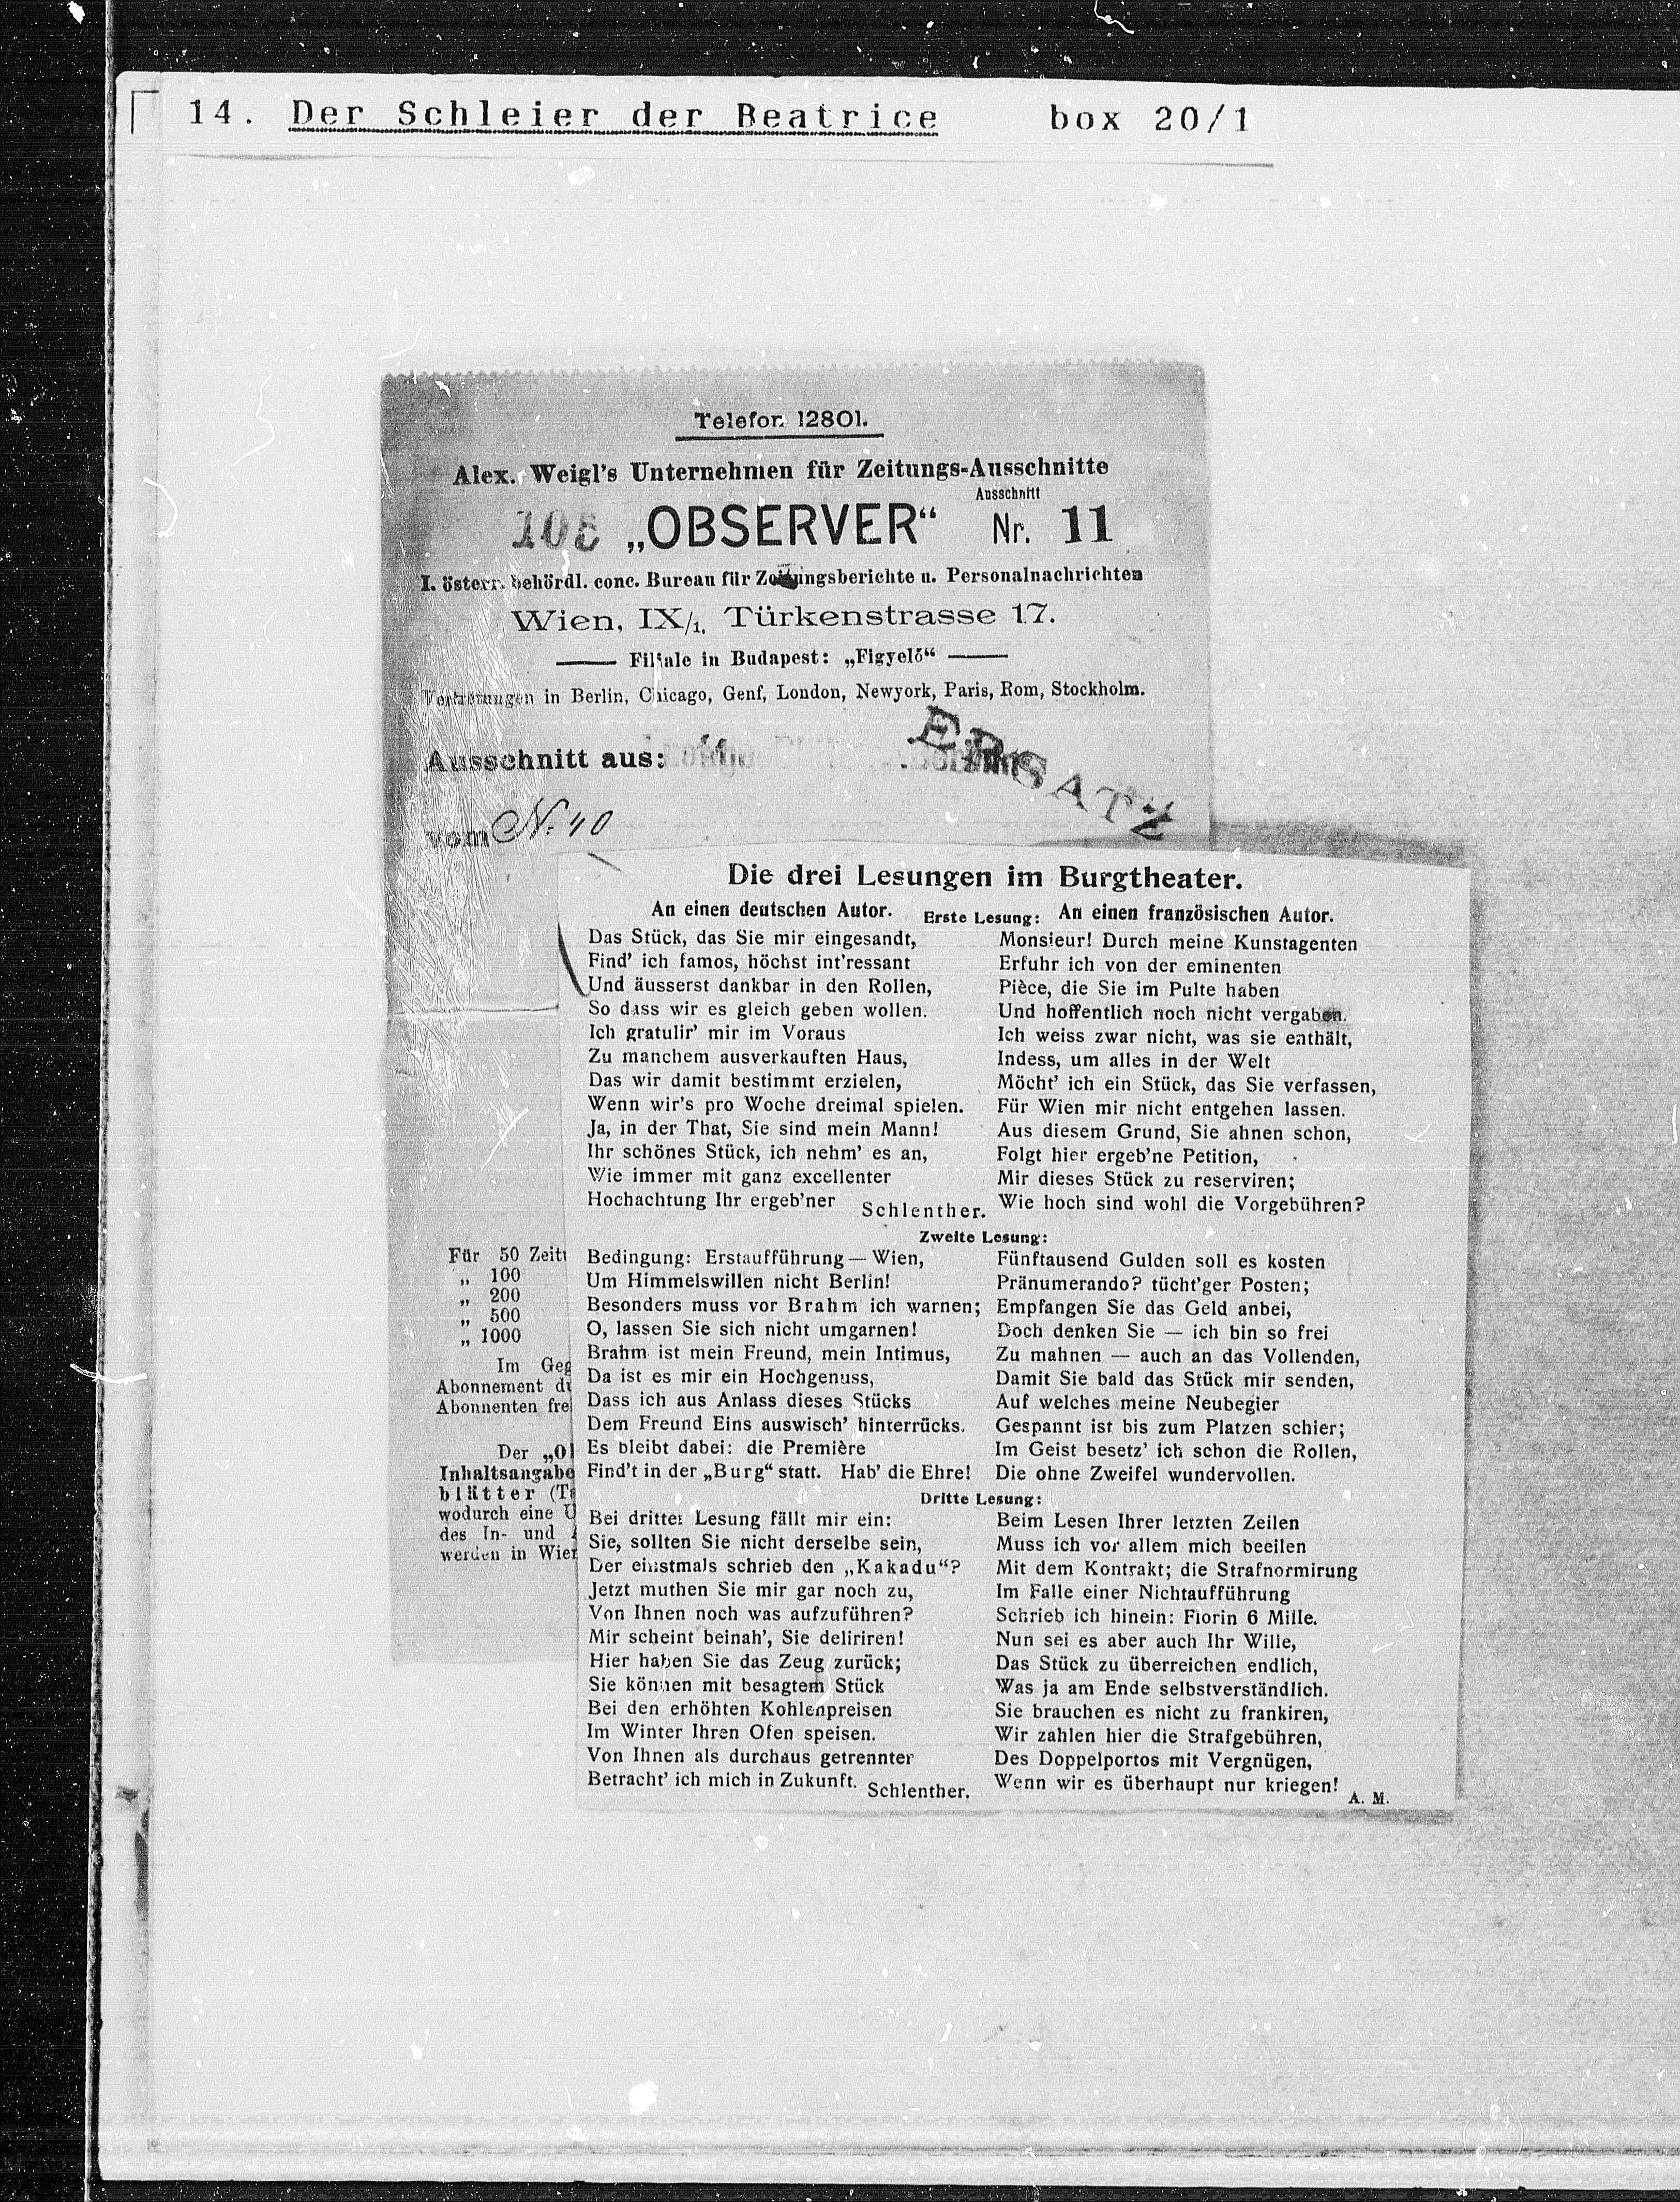 14. Der Schleier der Beatrice box 20/1
Telefon 12801.
Alex. Weigl's Unternehmen für Zeitungs-Ausschnitte
Ausschnitt
„OBSERVER“ Nr. 11
I. österr. behördl. conc. Bureau für Zeitungsberichte u. Personalnachrichten
Wien, IX/1, Türkenstrasse 17.
Filiale in Budapest: „Figyelő“
Vertretungen in Berlin, Chicago, Genf, London, Newyork, Paris, Rom, Stockholm.
ERSATZ
Ausschnitt aus:
vom N. 40
Für 50 Zeit
„ 100
„ 200
„ 500
„ 1000
Im Geg
Abonnement du
Abonnenten frei
Der „O
Inhaltsangabe
blätter (Ta
wodurch eine U
des In- und A
werden in Wien
Die drei Lesungen im Burgtheater.
Erste Lesung:
An einen deutschen Autor.
Das Stück, das Sie mir eingesandt,
Find' ich famos, höchst int'ressant
Und äusserst dankbar in den Rollen,
So dass wir es gleich geben wollen.
Ich gratulir' mir im Voraus
Zu manchem ausverkauften Haus,
Das wir damit bestimmt erzielen,
Wenn wir's pro Woche dreimal spielen.
Ja, in der That, Sie sind mein Mann!
Ihr schönes Stück, ich nehm' es an,
Wie immer mit ganz excellenter
Hochachtung Ihr ergeb'ner
Schlenther.
An einen französischen Autor.
Monsieur! Durch meine Kunstagenten
Erfuhr ich von der eminenten
Pièce, die Sie im Pulte haben
Und hoffentlich noch nicht vergaben.
Ich weiss zwar nicht, was sie enthält,
Indess, um alles in der Welt
Möcht' ich ein Stück, das Sie verfassen,
Für Wien mir nicht entgehen lassen.
Aus diesem Grund, Sie ahnen schon,
Folgt hier ergeb'ne Petition,
Mir dieses Stück zu reserviren;
Wie hoch sind wohl die Vorgebühren?
Zweite Lesung:
Bedingung: Erstaufführung — Wien,
Um Himmelswillen nicht Berlin!
Besonders muss vor Brahm ich warnen;
O, lassen Sie sich nicht umgarnen!
Brahm ist mein Freund, mein Intimus,
Da ist es mir ein Hochgenuss,
Dass ich aus Anlass dieses Stücks
Dem Freund Eins auswisch' hinterrücks.
Es bleibt dabei: die Première
Find't in der „Burg“ statt. Hab' die Ehre!
Fünftausend Gulden soll es kosten
Pränumerando? tücht'ger Posten;
Empfangen Sie das Geld anbei,
Doch denken Sie — ich bin so frei
Zu mahnen — auch an das Vollenden,
Damit Sie bald das Stück mir senden,
Auf welches meine Neubegier
Gespannt ist bis zum Platzen schier;
Im Geist besetz' ich schon die Rollen,
Die ohne Zweifel wundervollen.
Dritte Lesung:
Bei dritter Lesung fällt mir ein:
Sie, sollten Sie nicht derselbe sein,
Der einstmals schrieb den „Kakadu“?
Jetzt muthen Sie mir gar noch zu,
Von Ihnen noch was aufzuführen?
Mir scheint beinah', Sie deliriren!
Hier haben Sie das Zeug zurück;
Sie können mit besagtem Stück
Bei den erhöhten Kohlenpreisen
Im Winter Ihren Ofen speisen.
Von Ihnen als durchaus getrennter
Betracht' ich mich in Zukunft.
Schlenther.
Beim Lesen Ihrer letzten Zeilen
Muss ich vor allem mich beeilen
Mit dem Kontrakt; die Strafnormirung
Im Falle einer Nichtaufführung
Schrieb ich hinein: Fiorin 6 Mille.
Nun sei es aber auch Ihr Wille,
Das Stück zu überreichen endlich,
Was ja am Ende selbstverständlich.
Sie brauchen es nicht zu frankiren,
Wir zahlen hier die Strafgebühren,
Des Doppelportos mit Vergnügen,
Wenn wir es überhaupt nur kriegen!
A. M.